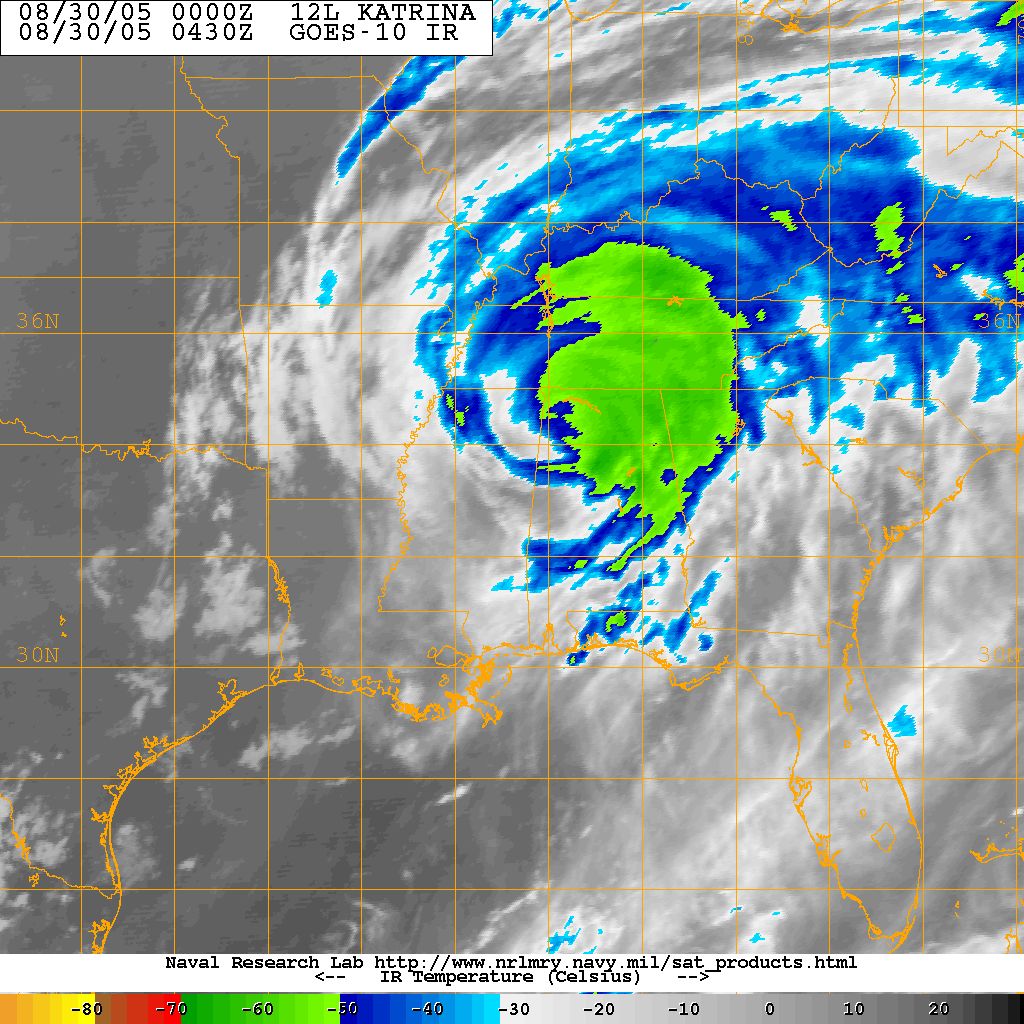 08/30/05 0000Z 12L KATRINA
08/30/05 0430Z GOES-10 IR
36N
36N
30N
30N
Naval Research Lab http://www.nrlmry.navy.mil/sat_products.html
<-- IR Temperature (Celsius) -->
-80 -70 -60 -50 -40 -30 -20 -10 0 10 20